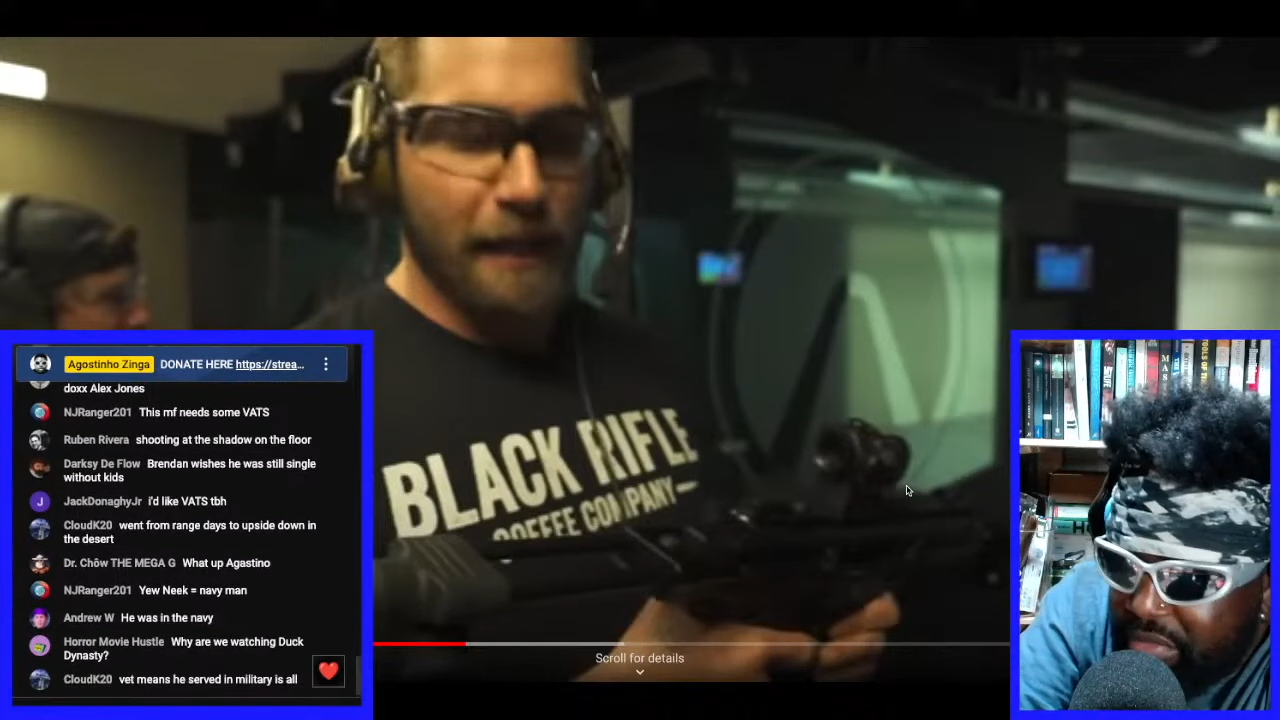 BLACK RIFLE
COFFEE COMPANY
Agostinho Zinga DONATE HERE https://strea...
doxx Alex Jones
NJRanger201 This mf needs some VATS
Ruben Rivera shooting at the shadow on the floor
Darksy De Flow Brendan wishes he was still single
without kids
JackDonaghyJr i'd like VATS tbh
CloudK20 went from range days to upside down in
the desert
Dr. Chôw THE MEGA G What up Agastino
NJRanger201 Yew Neek = navy man
Andrew W He was in the navy
Horror Movie Hustle Why are we watching Duck
Dynasty?
CloudK20 vet means he served in military is all
Scroll for details